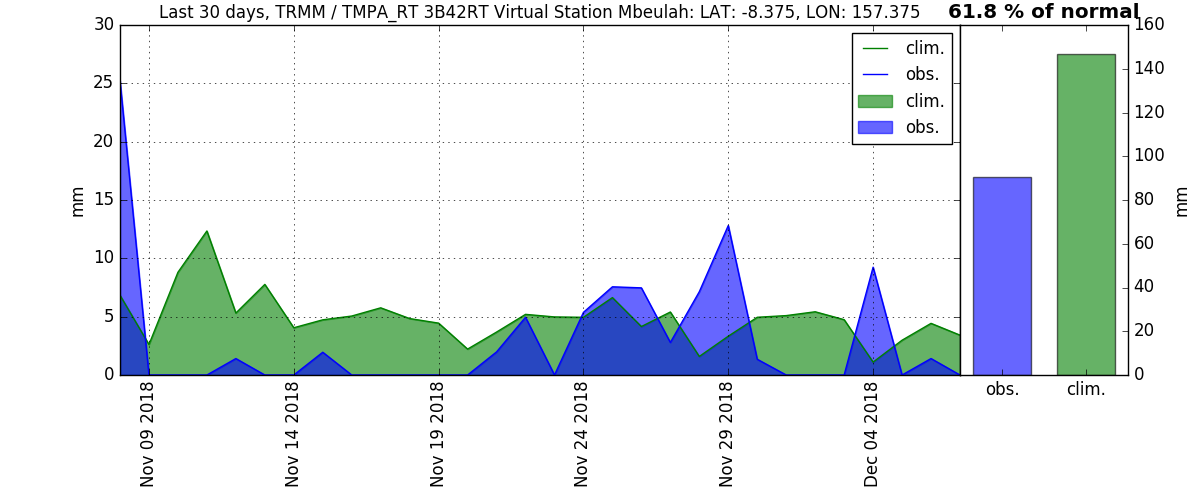 Last 30 days, TRMM / TMPA_RT 3B42RT Virtual Station Mbeulah: LAT: -8.375, LON: 157.375
61.8 % of normal
30
25
20
15
10
5
0
mm
clim.
obs.
clim.
obs.
Nov 09 2018
Nov 14 2018
Nov 19 2018
Nov 24 2018
Nov 29 2018
Dec 04 2018
160
140
120
100
80
60
40
20
0
mm
obs.
clim.